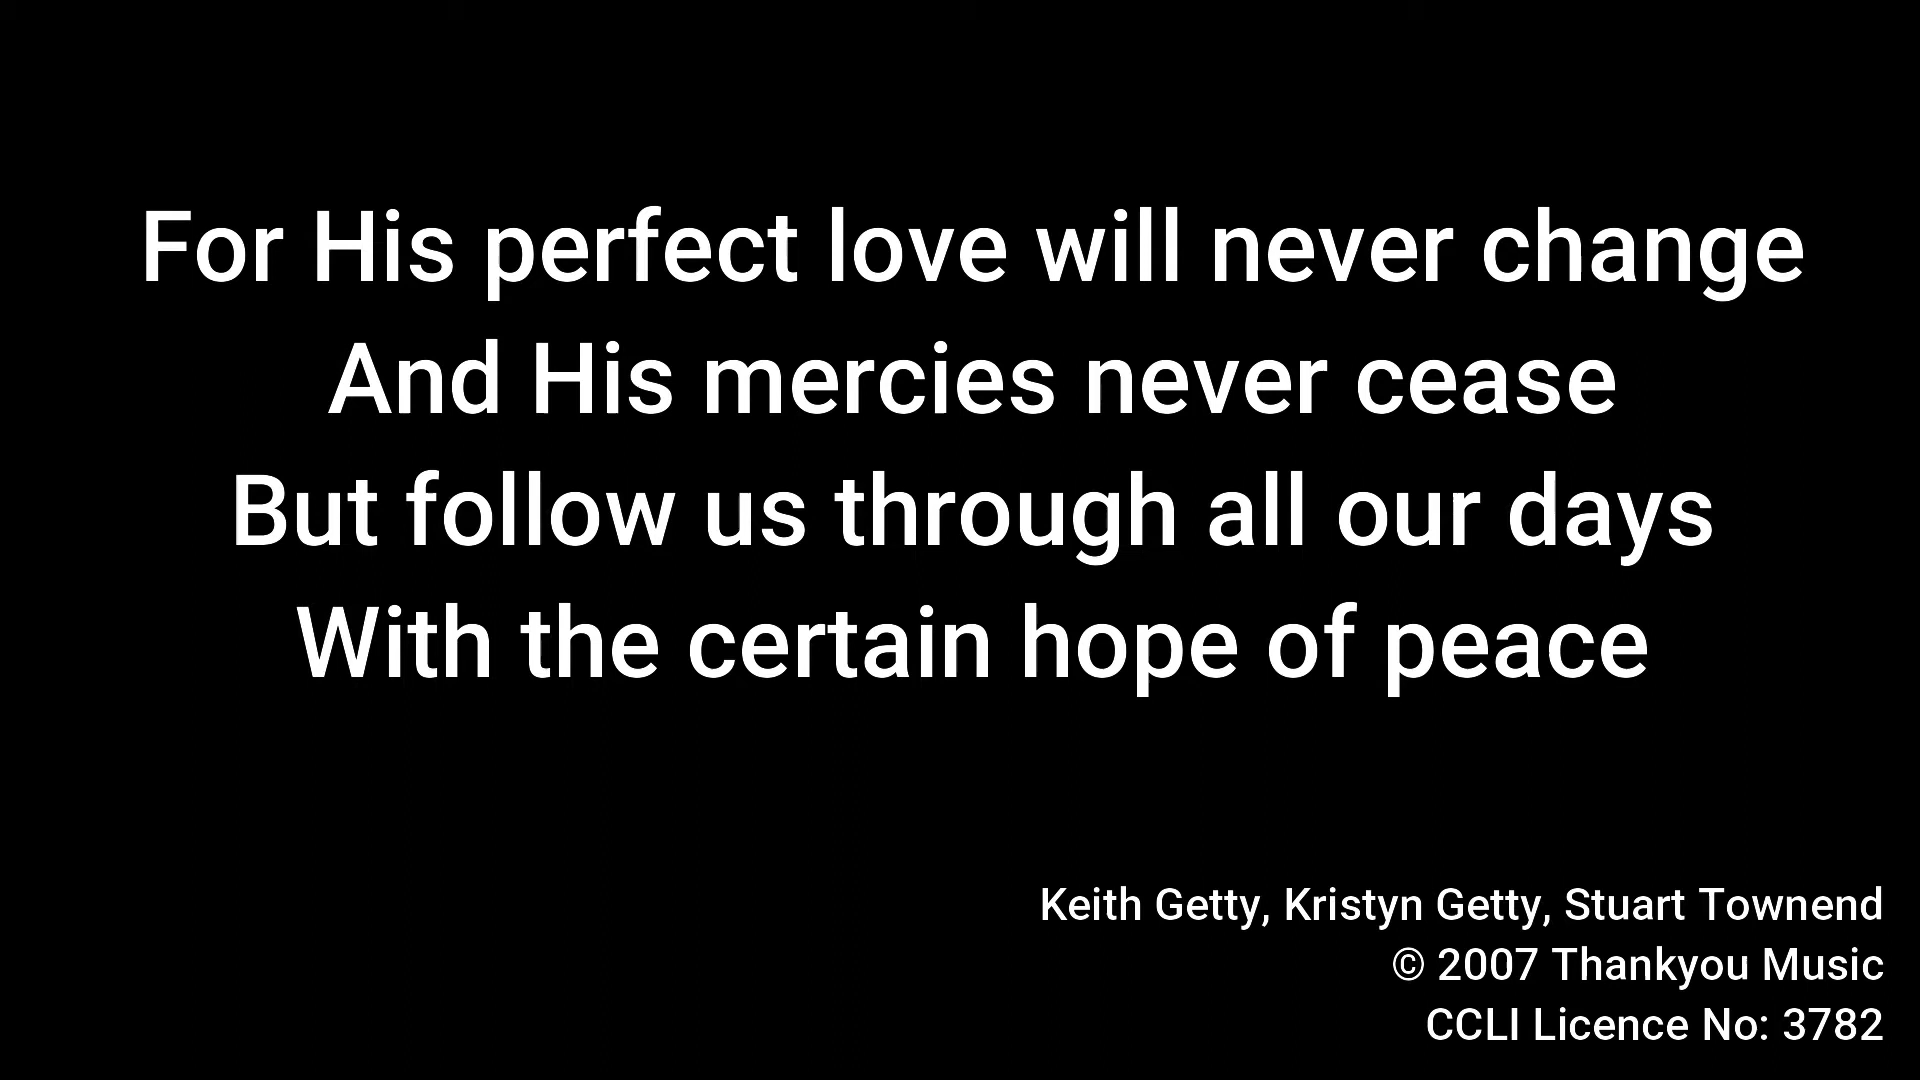 For His perfect love will never change
And His mercies never cease
But follow us through all our days
With the certain hope of peace
Keith Getty, Kristyn Getty, Stuart Townend
© 2007 Thankyou Music
CCLI Licence No: 3782